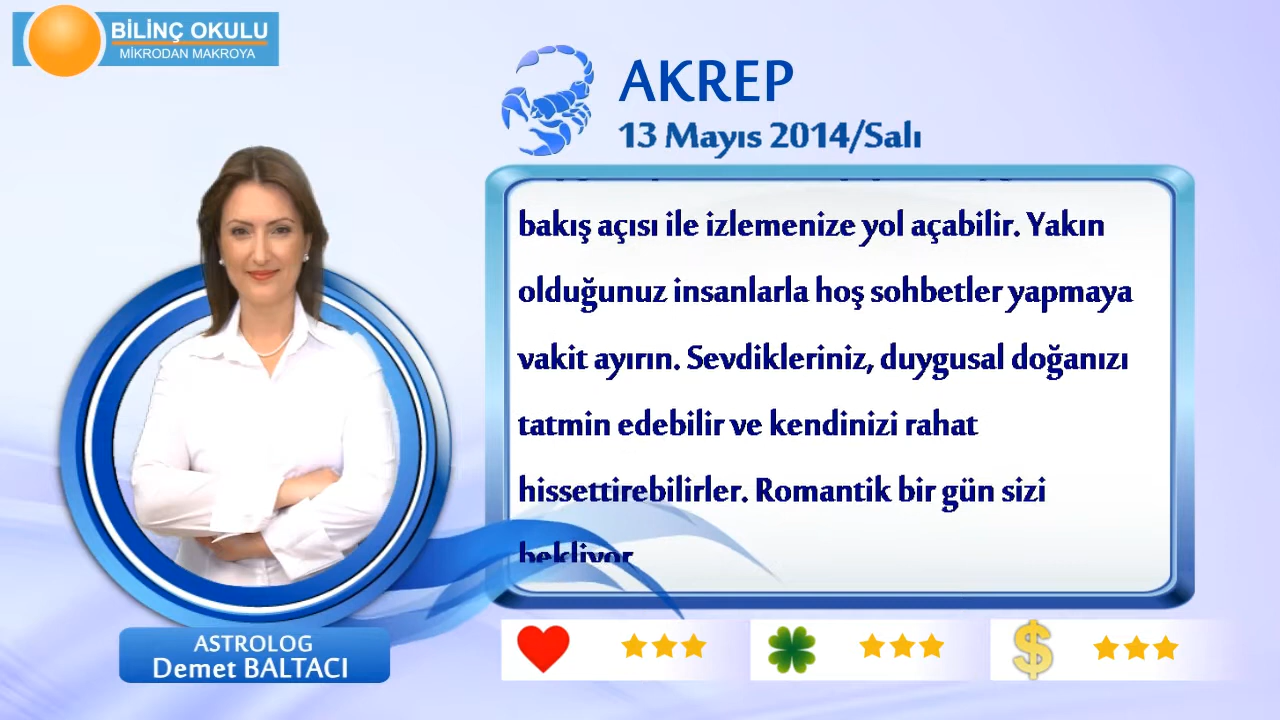 BİLİNÇ OKULU
MİKRODAN MAKROYA
AKREP
13 Mayıs 2014/Salı
bakış açısı ile izlemenize yol açabilir. Yakın
olduğunuz insanlarla hoş sohbetler yapmaya
vakit ayırın. Sevdikleriniz, duygusal doğanızı
tatmin edebilir ve kendinizi rahat
hissettirebilirler. Romantik bir gün sizi
bekliyor
ASTROLOG
Demet BALTACI